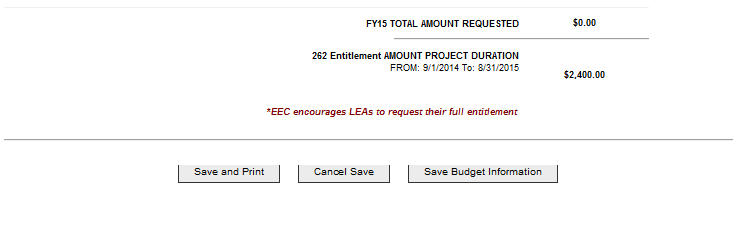 FY15 TOTAL AMOUNT REQUESTED $0.00
262 Entitlement AMOUNT PROJECT DURATION
FROM: 9/1/2014 To: 8/31/2015
$2,400.00
*EEC encourages LEAs to request their full entitlement
Save and Print Cancel Save Save Budget Information